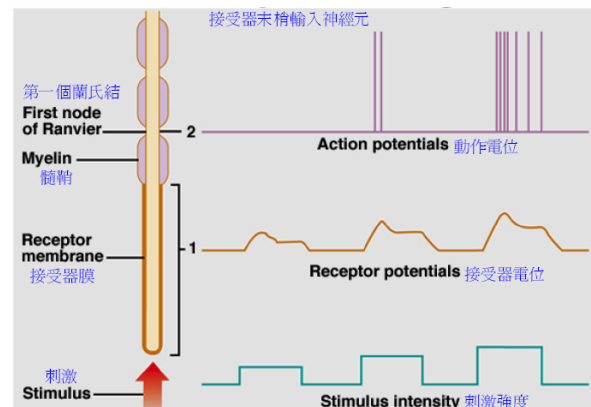 接受器末梢輸入神經元
第一個蘭氏結
First node
of Ranvier
2
Action potentials 動作電位
Myelin
髓鞘
1
Receptor
membrane
接受器膜
Receptor potentials 接受器電位
刺激
Stimulus
Stimulus intensity 刺激強度